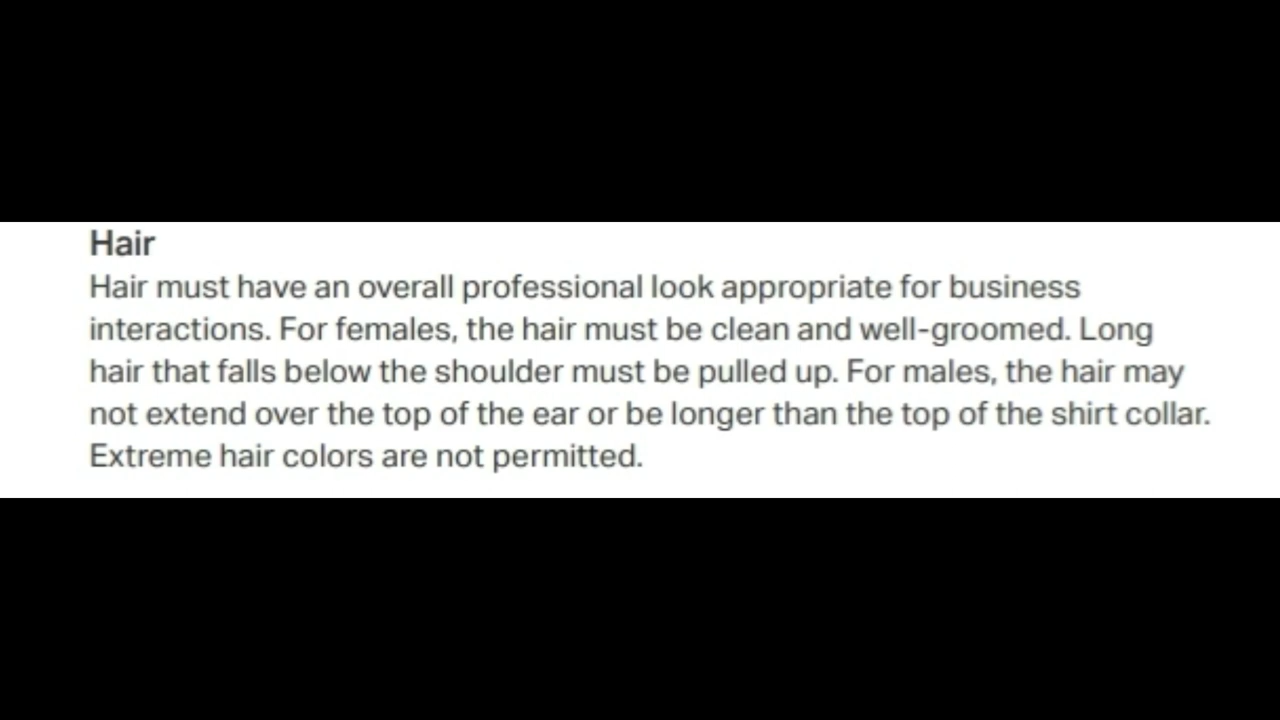 Hair
Hair must have an overall professional look appropriate for business
interactions. For females, the hair must be clean and well-groomed. Long
hair that falls below the shoulder must be pulled up. For males, the hair may
not extend over the top of the ear or be longer than the top of the shirt collar.
Extreme hair colors are not permitted.